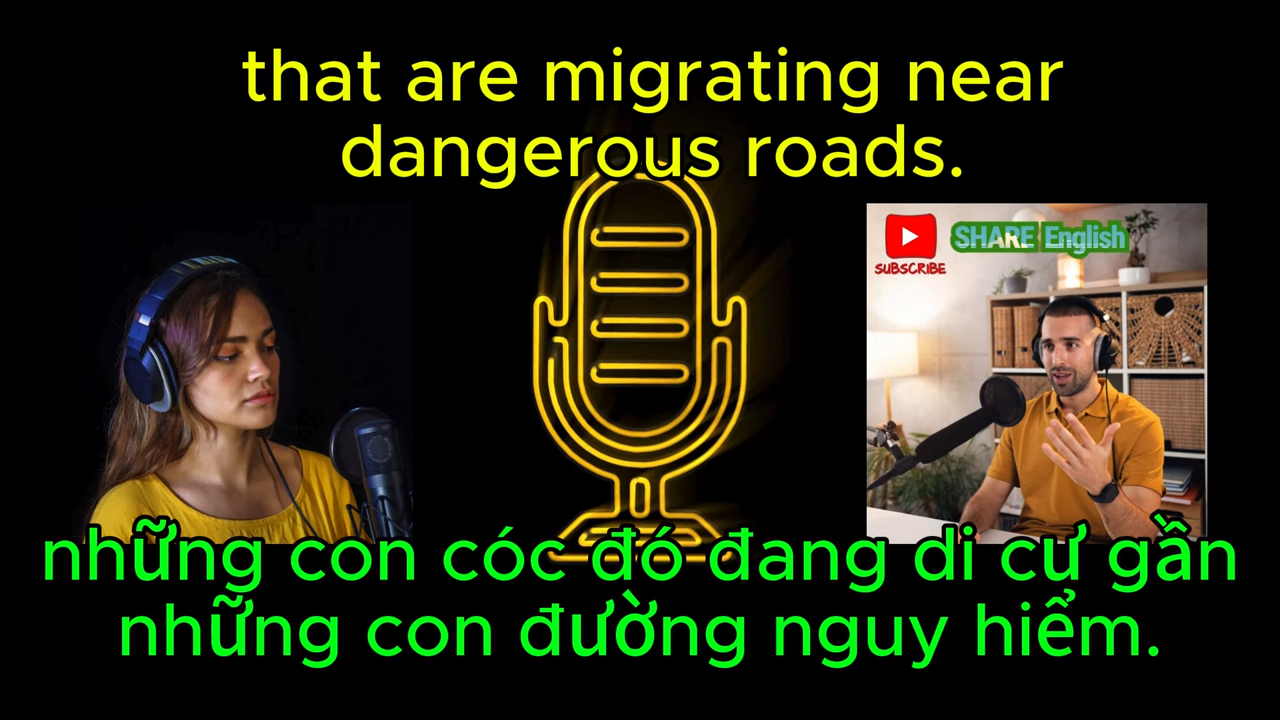 that are migrating near
dangerous roads.
SUBSCRIBE
SHARE English
những con cóc đó đang di cư gần
những con đường nguy hiểm.